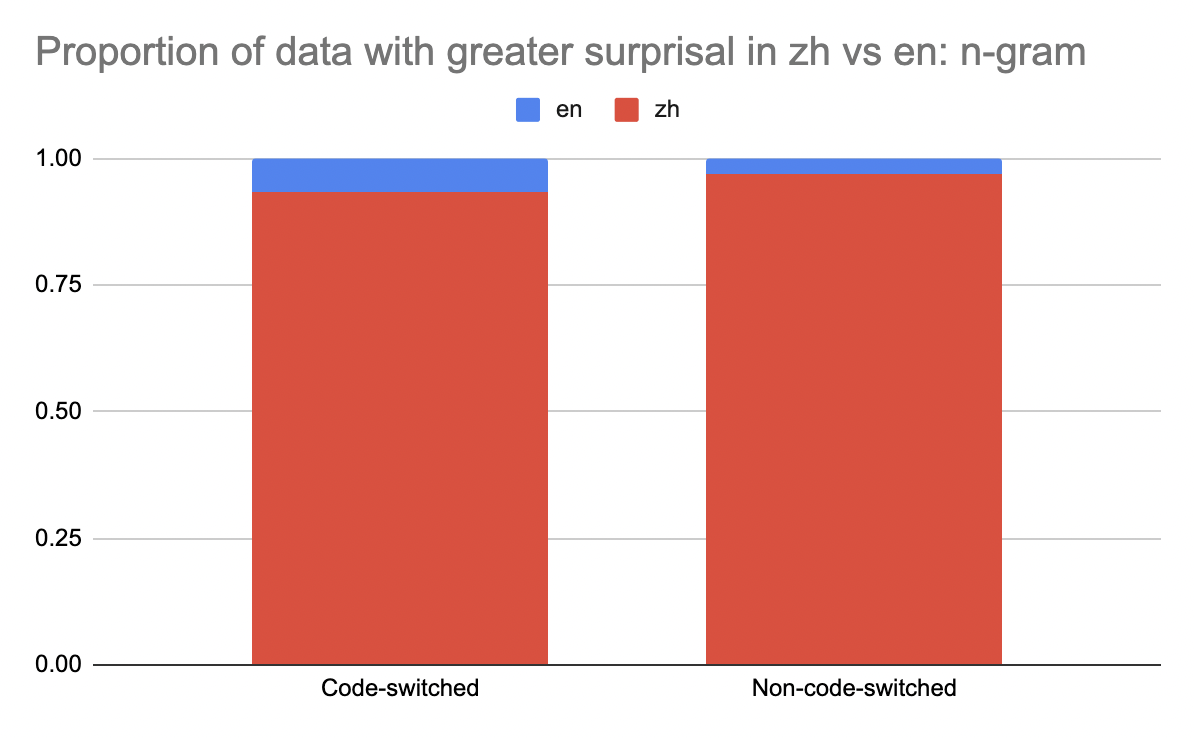 Proportion of data with greater surprisal in zh vs en: n-gram
en zh
1.00
0.75
0.50
0.25
0.00
Code-switched Non-code-switched